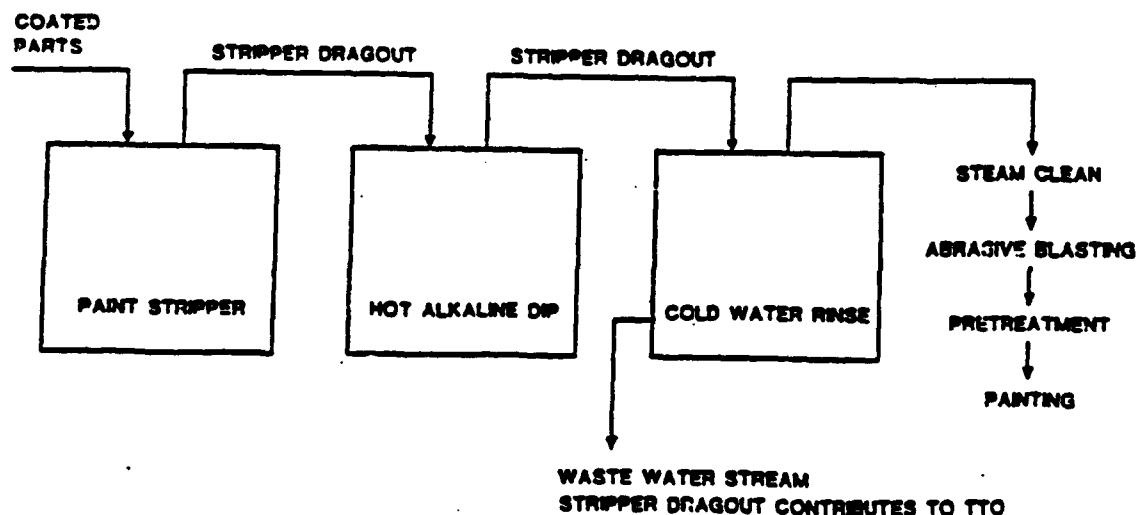 COATED
PARTS
STRIPPER DRAGOUT
STRIPPER DRAGOUT
PAINT STRIPPER
HOT ALKALINE DIP
COLD WATER RINSE
STEAM CLEAN
ABRASIVE BLASTING
PRETREATMENT
PAINTING
WASTE WATER STREAM
STRIPPER DRAGOUT CONTRIBUTES TO TTO